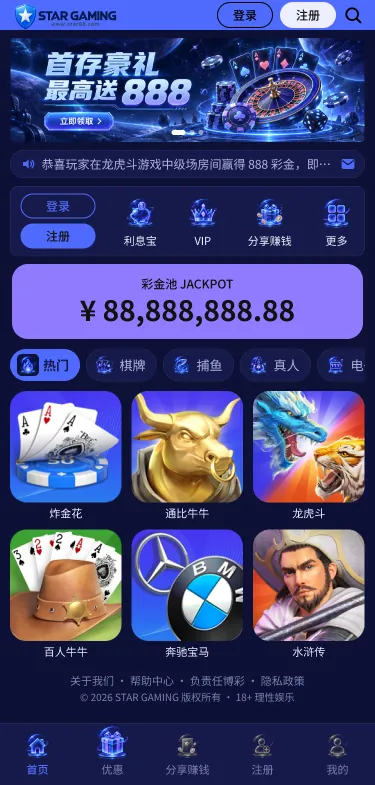 STAR GAMING
www.star88.com
登录
注册
首存豪礼
最高送 888
立即领取 >
恭喜玩家在龙虎斗游戏中级场房间赢得 888 彩金，即…
登录
注册
利息宝
VIP
分享赚钱
更多
彩金池 JACKPOT
¥ 88,888,888.88
热门
棋牌
捕鱼
真人
电
炸金花
通比牛牛
龙虎斗
百人牛牛
奔驰宝马
水浒传
关于我们 • 帮助中心 • 负责任博彩 • 隐私政策
© 2026 STAR GAMING 版权所有 • 18+ 理性娱乐
首页
优惠
分享赚钱
注册
我的